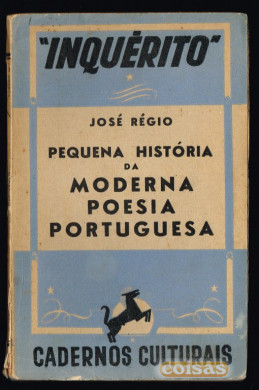 "INQUÉRITO"
JOSÉ RÉGIO
PEQUENA HISTÓRIA
DA
MODERNA
POESIA
PORTUGUESA
CADERNOS CULTURAIS
coisas